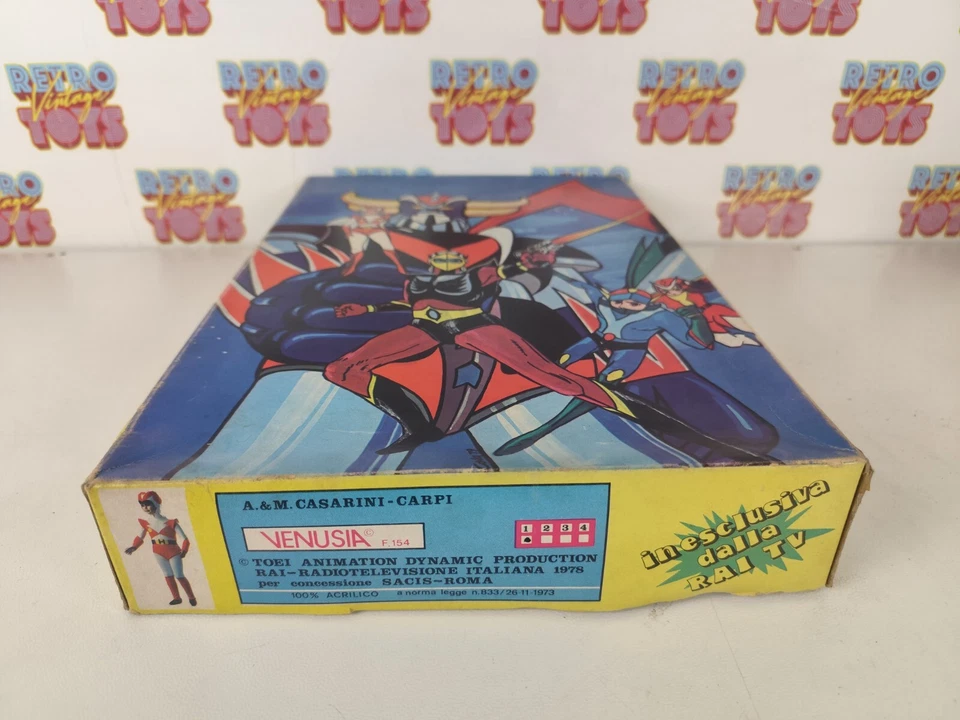 RETRO
Vintage
TOYS
A.&M. CASARINI-CARPI
VENUSIA © F.154
1 2 3 4
© TOEI ANIMATION DYNAMIC PRODUCTION
RAI-RADIOTELEVISIONE ITALIANA 1978
per concessione SACIS-ROMA
100% ACRILICO a norma legge n.833/26-11-1973
in esclusiva
dalla
RAI TV